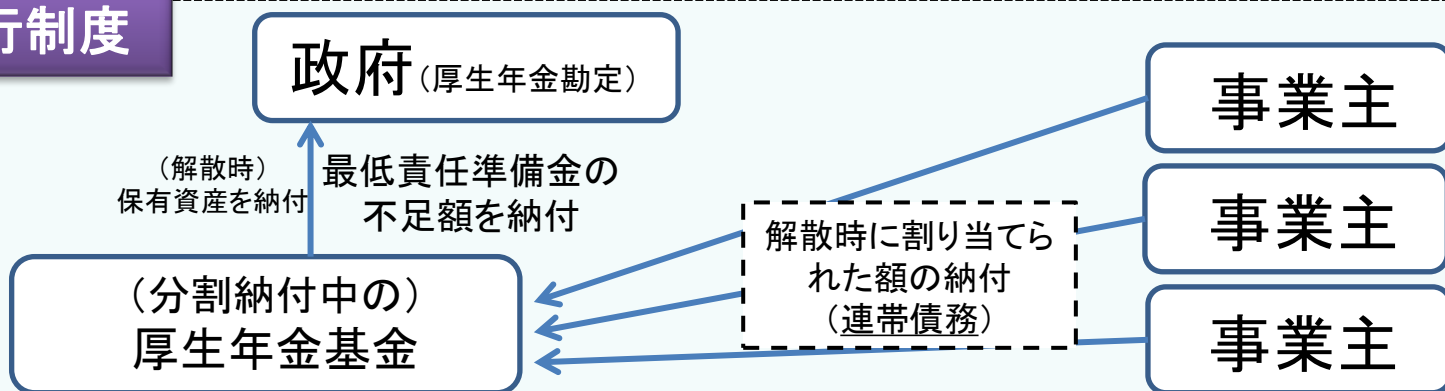 行制度
政府(厚生年金勘定)
事業主
(解散時)
保有資産を納付
最低責任準備金の
不足額を納付
事業主
解散時に割り当てら
れた額の納付
(連帯債務)
(分割納付中の)
厚生年金基金
事業主